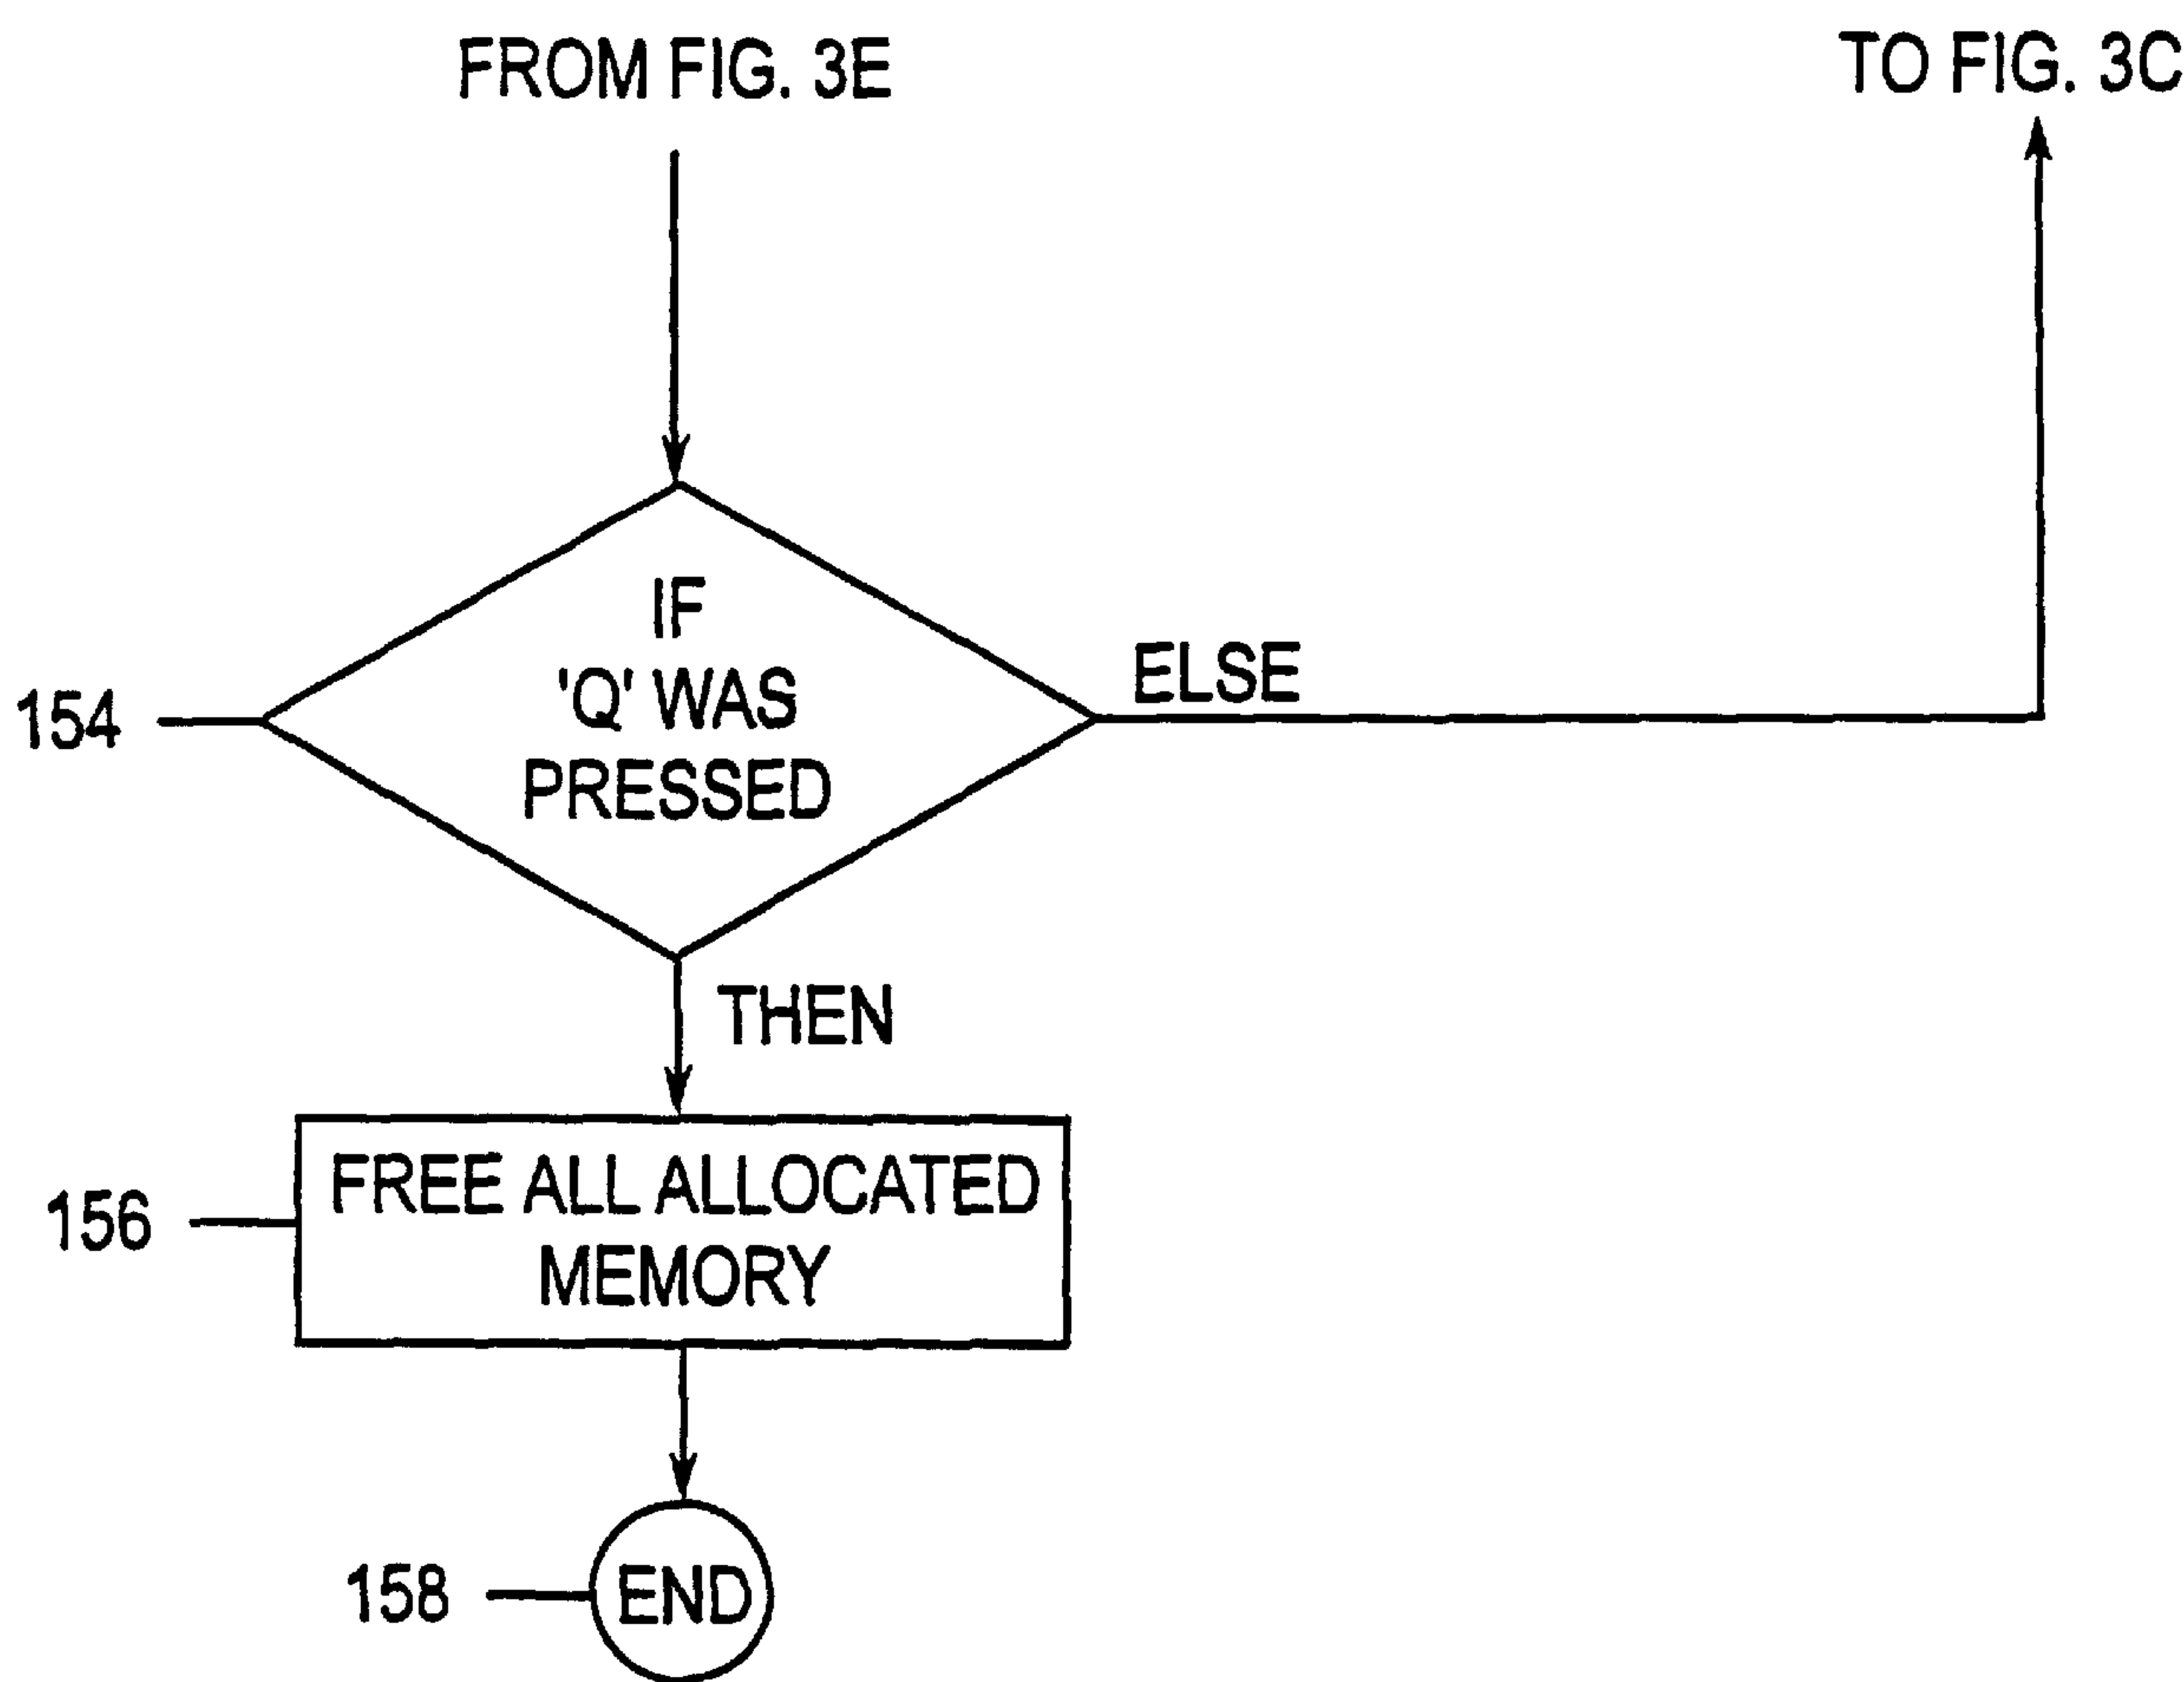 FROM FIG. 3E
TO FIG. 3C
IF
'Q' WAS
PRESSED
ELSE
154
THEN
FREE ALL ALLOCATED
MEMORY
156
END
158